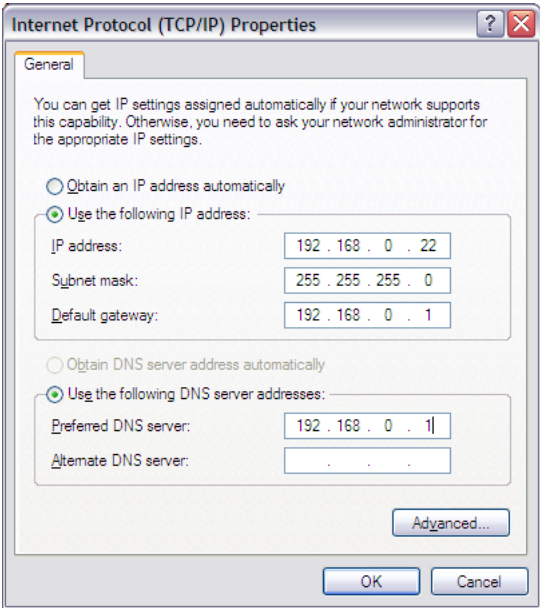 Internet Protocol (TCP/IP) Properties
General
You can get IP settings assigned automatically if your network supports
this capability. Otherwise, you need to ask your network administrator for
the appropriate IP settings.
Obtain an IP address automatically
Use the following IP address:
IP address: 192 . 168 . 0 . 22
Subnet mask: 255 . 255 . 255 . 0
Default gateway: 192 . 168 . 0 . 1
Obtain DNS server address automatically
Use the following DNS server addresses:
Preferred DNS server: 192 . 168 . 0 . 1
Alternate DNS server: . . .
Advanced...
OK Cancel